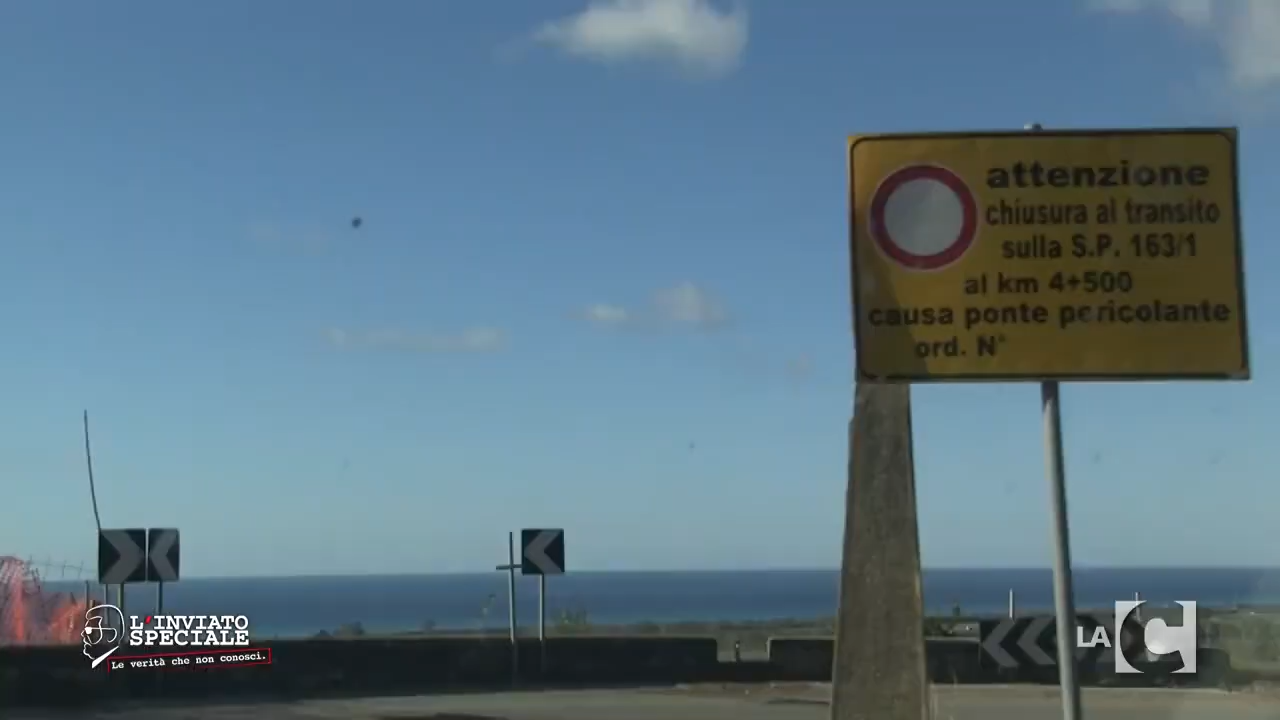 attenzione
chiusura al transito
sulla S.P. 163/1
al km 4+500
causa ponte pericolante
ord. N°
L'INVIATO
SPECIALE
Le verità che non conosci.
LA C